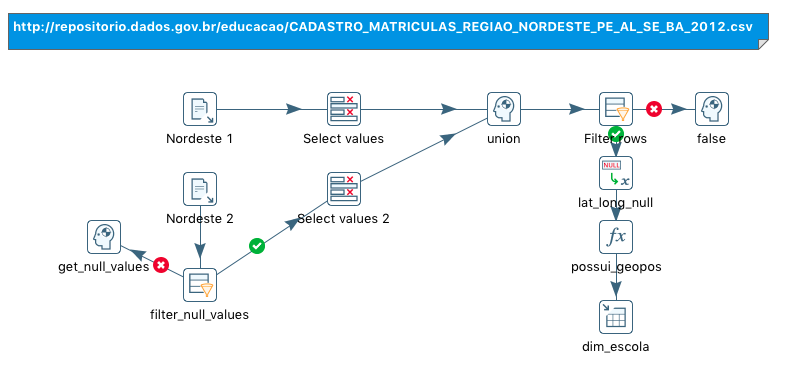 http://repositorio.dados.gov.br/educacao/CADASTRO_MATRICULAS_REGIAO_NORDESTE_PE_AL_SE_BA_2012.csv
Nordeste 1
Select values
union
Filter rows
false
NULL
x
lat_long_null
Nordeste 2
Select values 2
get_null_values
fx
possui_geopos
filter_null_values
dim_escola